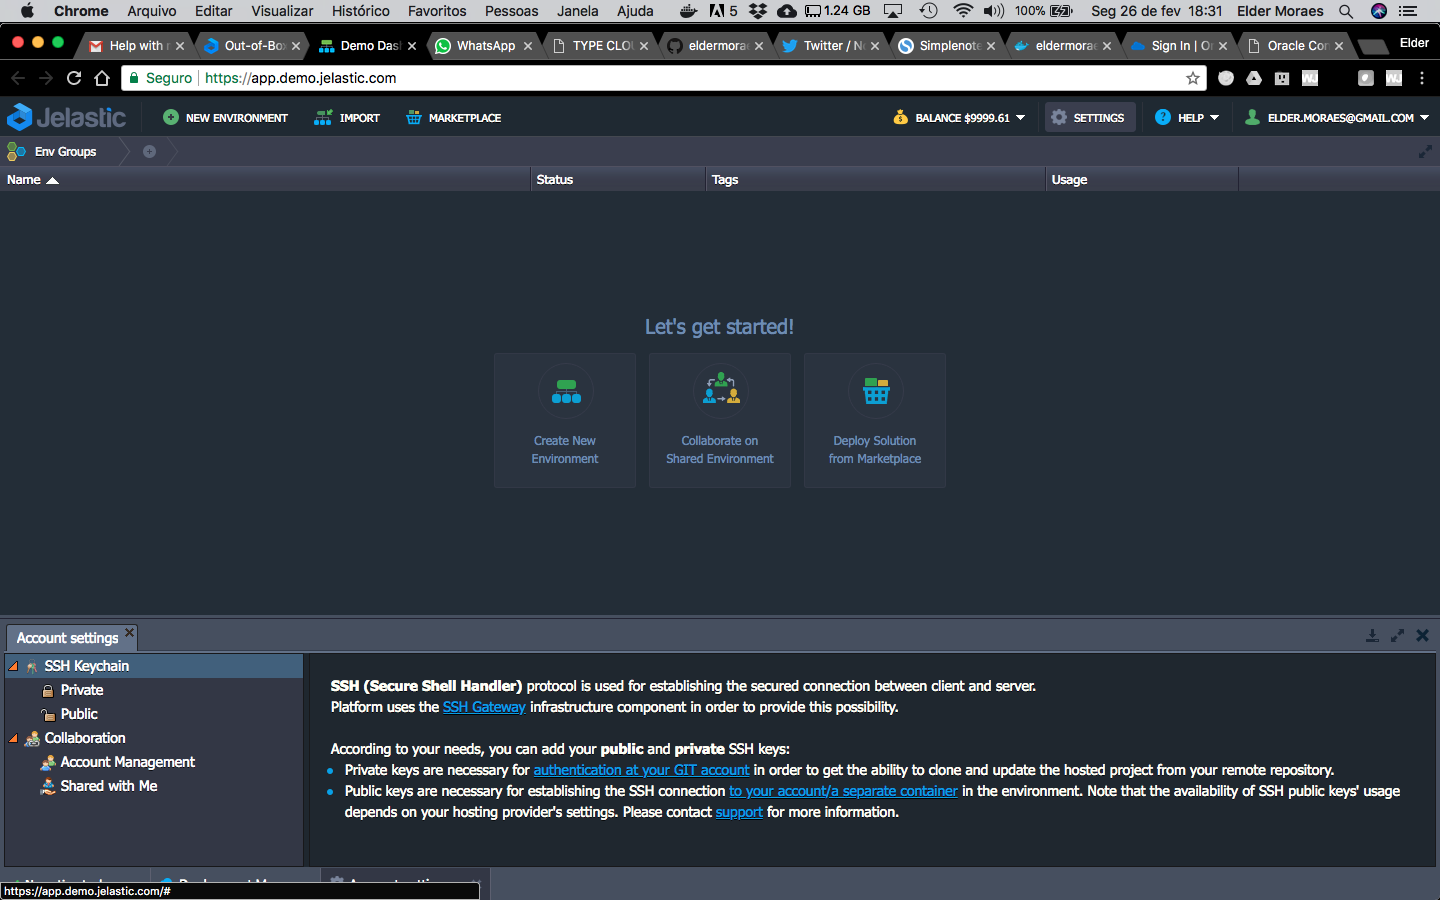 Chrome Arquivo Editar Visualizar Histórico Favoritos Pessoas Janela Ajuda 5 1.24 GB 100% Seg 26 de fev 18:31 Elder Moraes
Help with Out-of-Box Demo Das WhatsApp TYPE CLO eldermora Twitter / No Simplenote eldermora Sign In | O Oracle Con Elder
Seguro https://app.demo.jelastic.com
Jelastic NEW ENVIRONMENT IMPORT MARKETPLACE BALANCE $9999.61 SETTINGS HELP ELDER.MORAES@GMAIL.COM
Env Groups
Name Status Tags Usage
Let's get started!
Create New
Environment
Collaborate on
Shared Environment
Deploy Solution
from Marketplace
Account settings
SSH Keychain
Private
Public
Collaboration
Account Management
Shared with Me
SSH (Secure Shell Handler) protocol is used for establishing the secured connection between client and server.
Platform uses the SSH Gateway infrastructure component in order to provide this possibility.
According to your needs, you can add your public and private SSH keys:
Private keys are necessary for authentication at your GIT account in order to get the ability to clone and update the hosted project from your remote repository.
Public keys are necessary for establishing the SSH connection to your account/a separate container in the environment. Note that the availability of SSH public keys' usage
depends on your hosting provider's settings. Please contact support for more information.
https://app.demo.jelastic.com/#